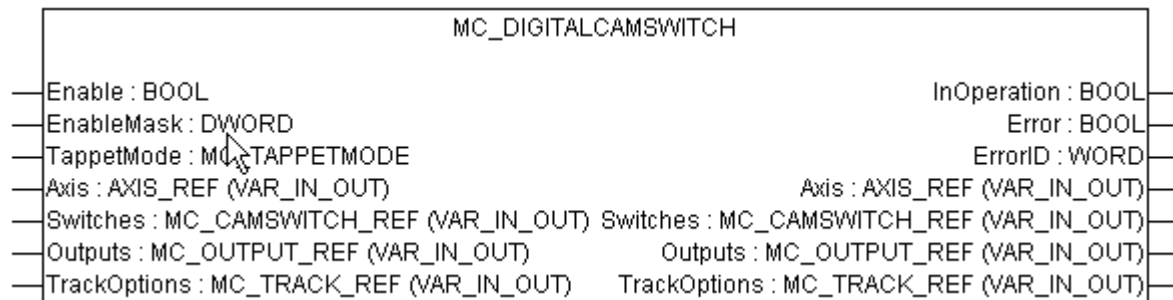 MC_DIGITALCAMSWITCH
Enable : BOOL InOperation : BOOL
EnableMask : DWORD Error : BOOL
TappetMode : MC_TAPPETMODE ErrorID : WORD
Axis : AXIS_REF (VAR_IN_OUT) Axis : AXIS_REF (VAR_IN_OUT)
Switches : MC_CAMSWITCH_REF (VAR_IN_OUT) Switches : MC_CAMSWITCH_REF (VAR_IN_OUT)
Outputs : MC_OUTPUT_REF (VAR_IN_OUT) Outputs : MC_OUTPUT_REF (VAR_IN_OUT)
TrackOptions : MC_TRACK_REF (VAR_IN_OUT) TrackOptions : MC_TRACK_REF (VAR_IN_OUT)